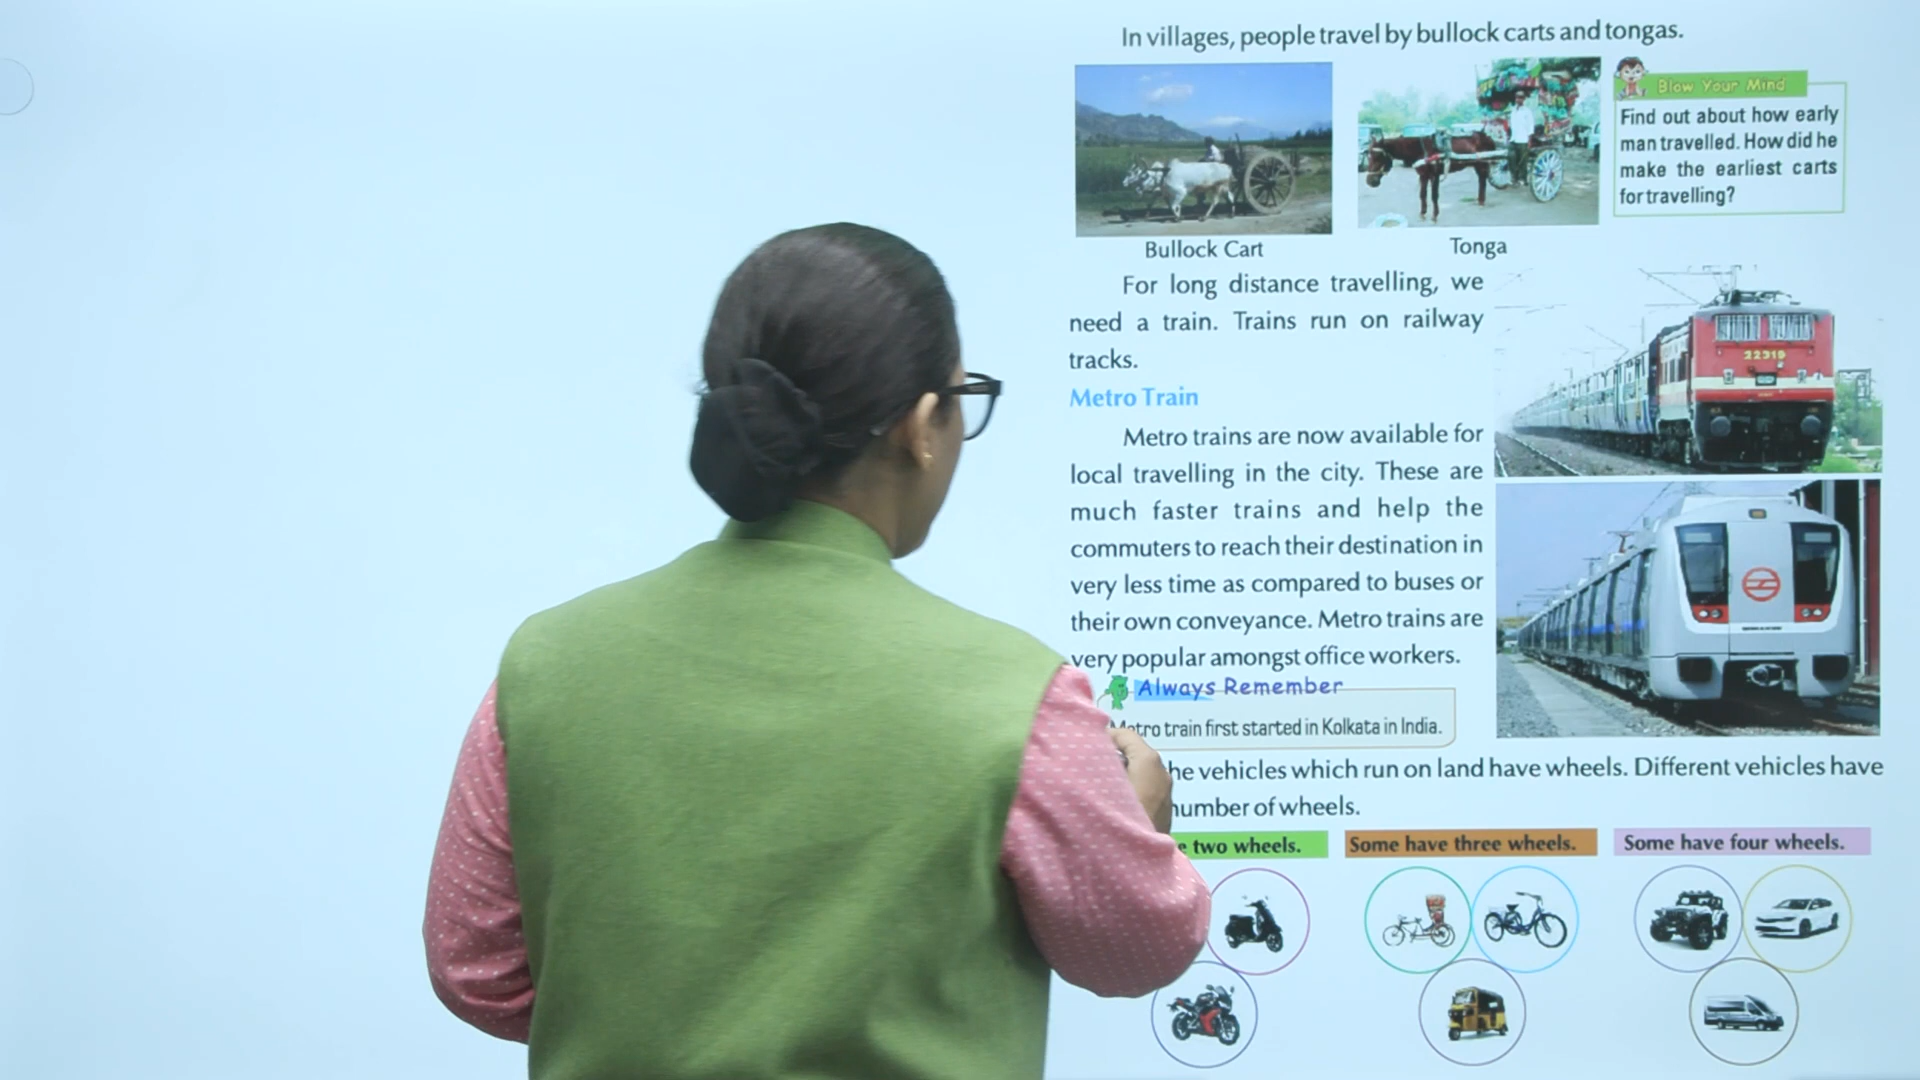 In villages, people travel by bullock carts and tongas.
Blow Your Mind
Find out about how early
man travelled. How did he
make the earliest carts
for travelling?
Bullock Cart
Tonga
For long distance travelling, we
need a train. Trains run on railway
tracks.
22319
Metro Train
Metro trains are now available for
local travelling in the city. These are
much faster trains and help the
commuters to reach their destination in
very less time as compared to buses or
their own conveyance. Metro trains are
very popular amongst office workers.
Always Remember
Metro train first started in Kolkata in India.
he vehicles which run on land have wheels. Different vehicles have
number of wheels.
two wheels.
Some have three wheels.
Some have four wheels.